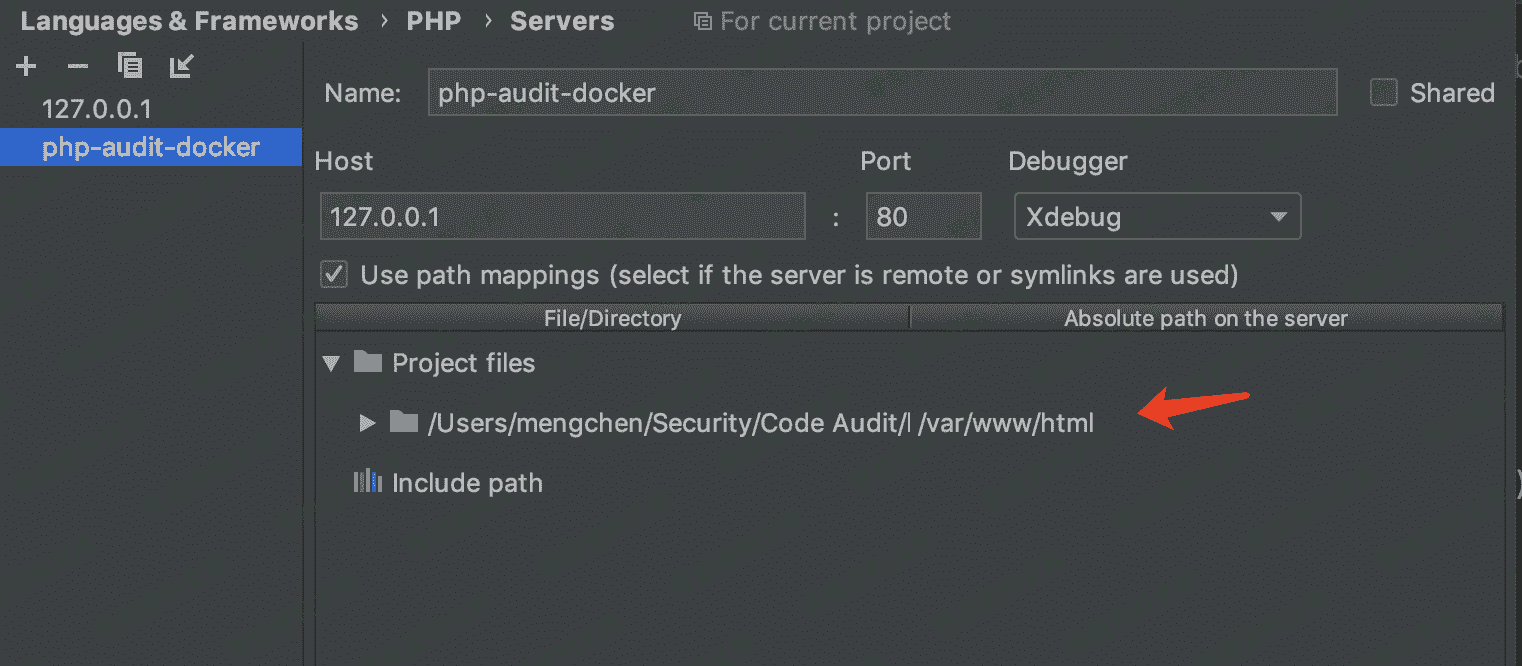 Languages & Frameworks › PHP › Servers For current project
127.0.0.1
php-audit-docker
Name: php-audit-docker Shared
Host Port Debugger
127.0.0.1 : 80 Xdebug
Use path mappings (select if the server is remote or symlinks are used)
File/Directory Absolute path on the server
Project files
/Users/mengchen/Security/Code Audit/ /var/www/html
Include path